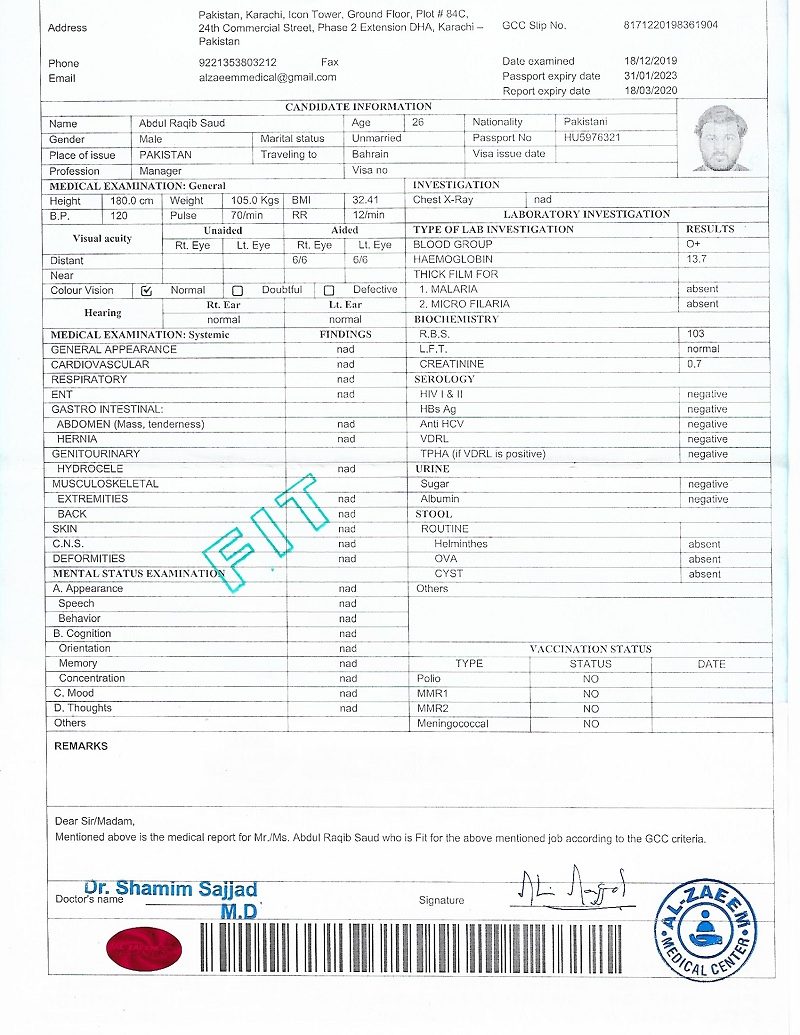 Address
Pakistan, Karachi, Icon Tower, Ground Floor, Plot # 84C,
24th Commercial Street, Phase 2 Extension DHA, Karachi –
Pakistan
GCC Slip No. 8171220198361904
Phone 9221353803212 Fax
Email alzaeemmedical@gmail.com
Date examined 18/12/2019
Passport expiry date 31/01/2023
Report expiry date 18/03/2020
CANDIDATE INFORMATION
Name Abdul Raqib Saud Age 26 Nationality Pakistani
Gender Male Marital status Unmarried Passport No HU5976321
Place of issue PAKISTAN Traveling to Bahrain Visa issue date
Profession Manager Visa no
MEDICAL EXAMINATION: General
Height 180.0 cm Weight 105.0 Kgs BMI 32.41
B.P. 120 Pulse 70/min RR 12/min
Visual acuity Unaided Aided
Rt. Eye Lt. Eye Rt. Eye Lt. Eye
Distant 6/6 6/6
Near
Colour Vision Normal Doubtful Defective
Hearing Rt. Ear Lt. Ear
normal normal
MEDICAL EXAMINATION: Systemic FINDINGS
GENERAL APPEARANCE nad
CARDIOVASCULAR nad
RESPIRATORY nad
ENT nad
GASTRO INTESTINAL:
ABDOMEN (Mass, tenderness) nad
HERNIA nad
GENITOURINARY
HYDROCELE nad
MUSCULOSKELETAL
EXTREMITIES nad
BACK nad
SKIN nad
C.N.S. nad
DEFORMITIES nad
FIT
MENTAL STATUS EXAMINATION
A. Appearance nad
Speech nad
Behavior nad
B. Cognition nad
Orientation nad
Memory nad
Concentration nad
C. Mood nad
D. Thoughts nad
Others
INVESTIGATION
Chest X-Ray nad
LABORATORY INVESTIGATION
TYPE OF LAB INVESTIGATION RESULTS
BLOOD GROUP O+
HAEMOGLOBIN 13.7
THICK FILM FOR
1. MALARIA absent
2. MICRO FILARIA absent
BIOCHEMISTRY
R.B.S. 103
L.F.T. normal
CREATININE 0.7
SEROLOGY
HIV I & II negative
HBs Ag negative
Anti HCV negative
VDRL negative
TPHA (if VDRL is positive) negative
URINE
Sugar negative
Albumin negative
STOOL
ROUTINE
Helminthes absent
OVA absent
CYST absent
Others
VACCINATION STATUS
TYPE STATUS DATE
Polio NO
MMR1 NO
MMR2 NO
Meningococcal NO
REMARKS
Dear Sir/Madam,
Mentioned above is the medical report for Mr./Ms. Abdul Raqib Saud who is Fit for the above mentioned job according to the GCC criteria.
Dr. Shamim Sajjad
Doctor's name
M.D
Signature
AL-ZAEEM
MEDICAL CENTER